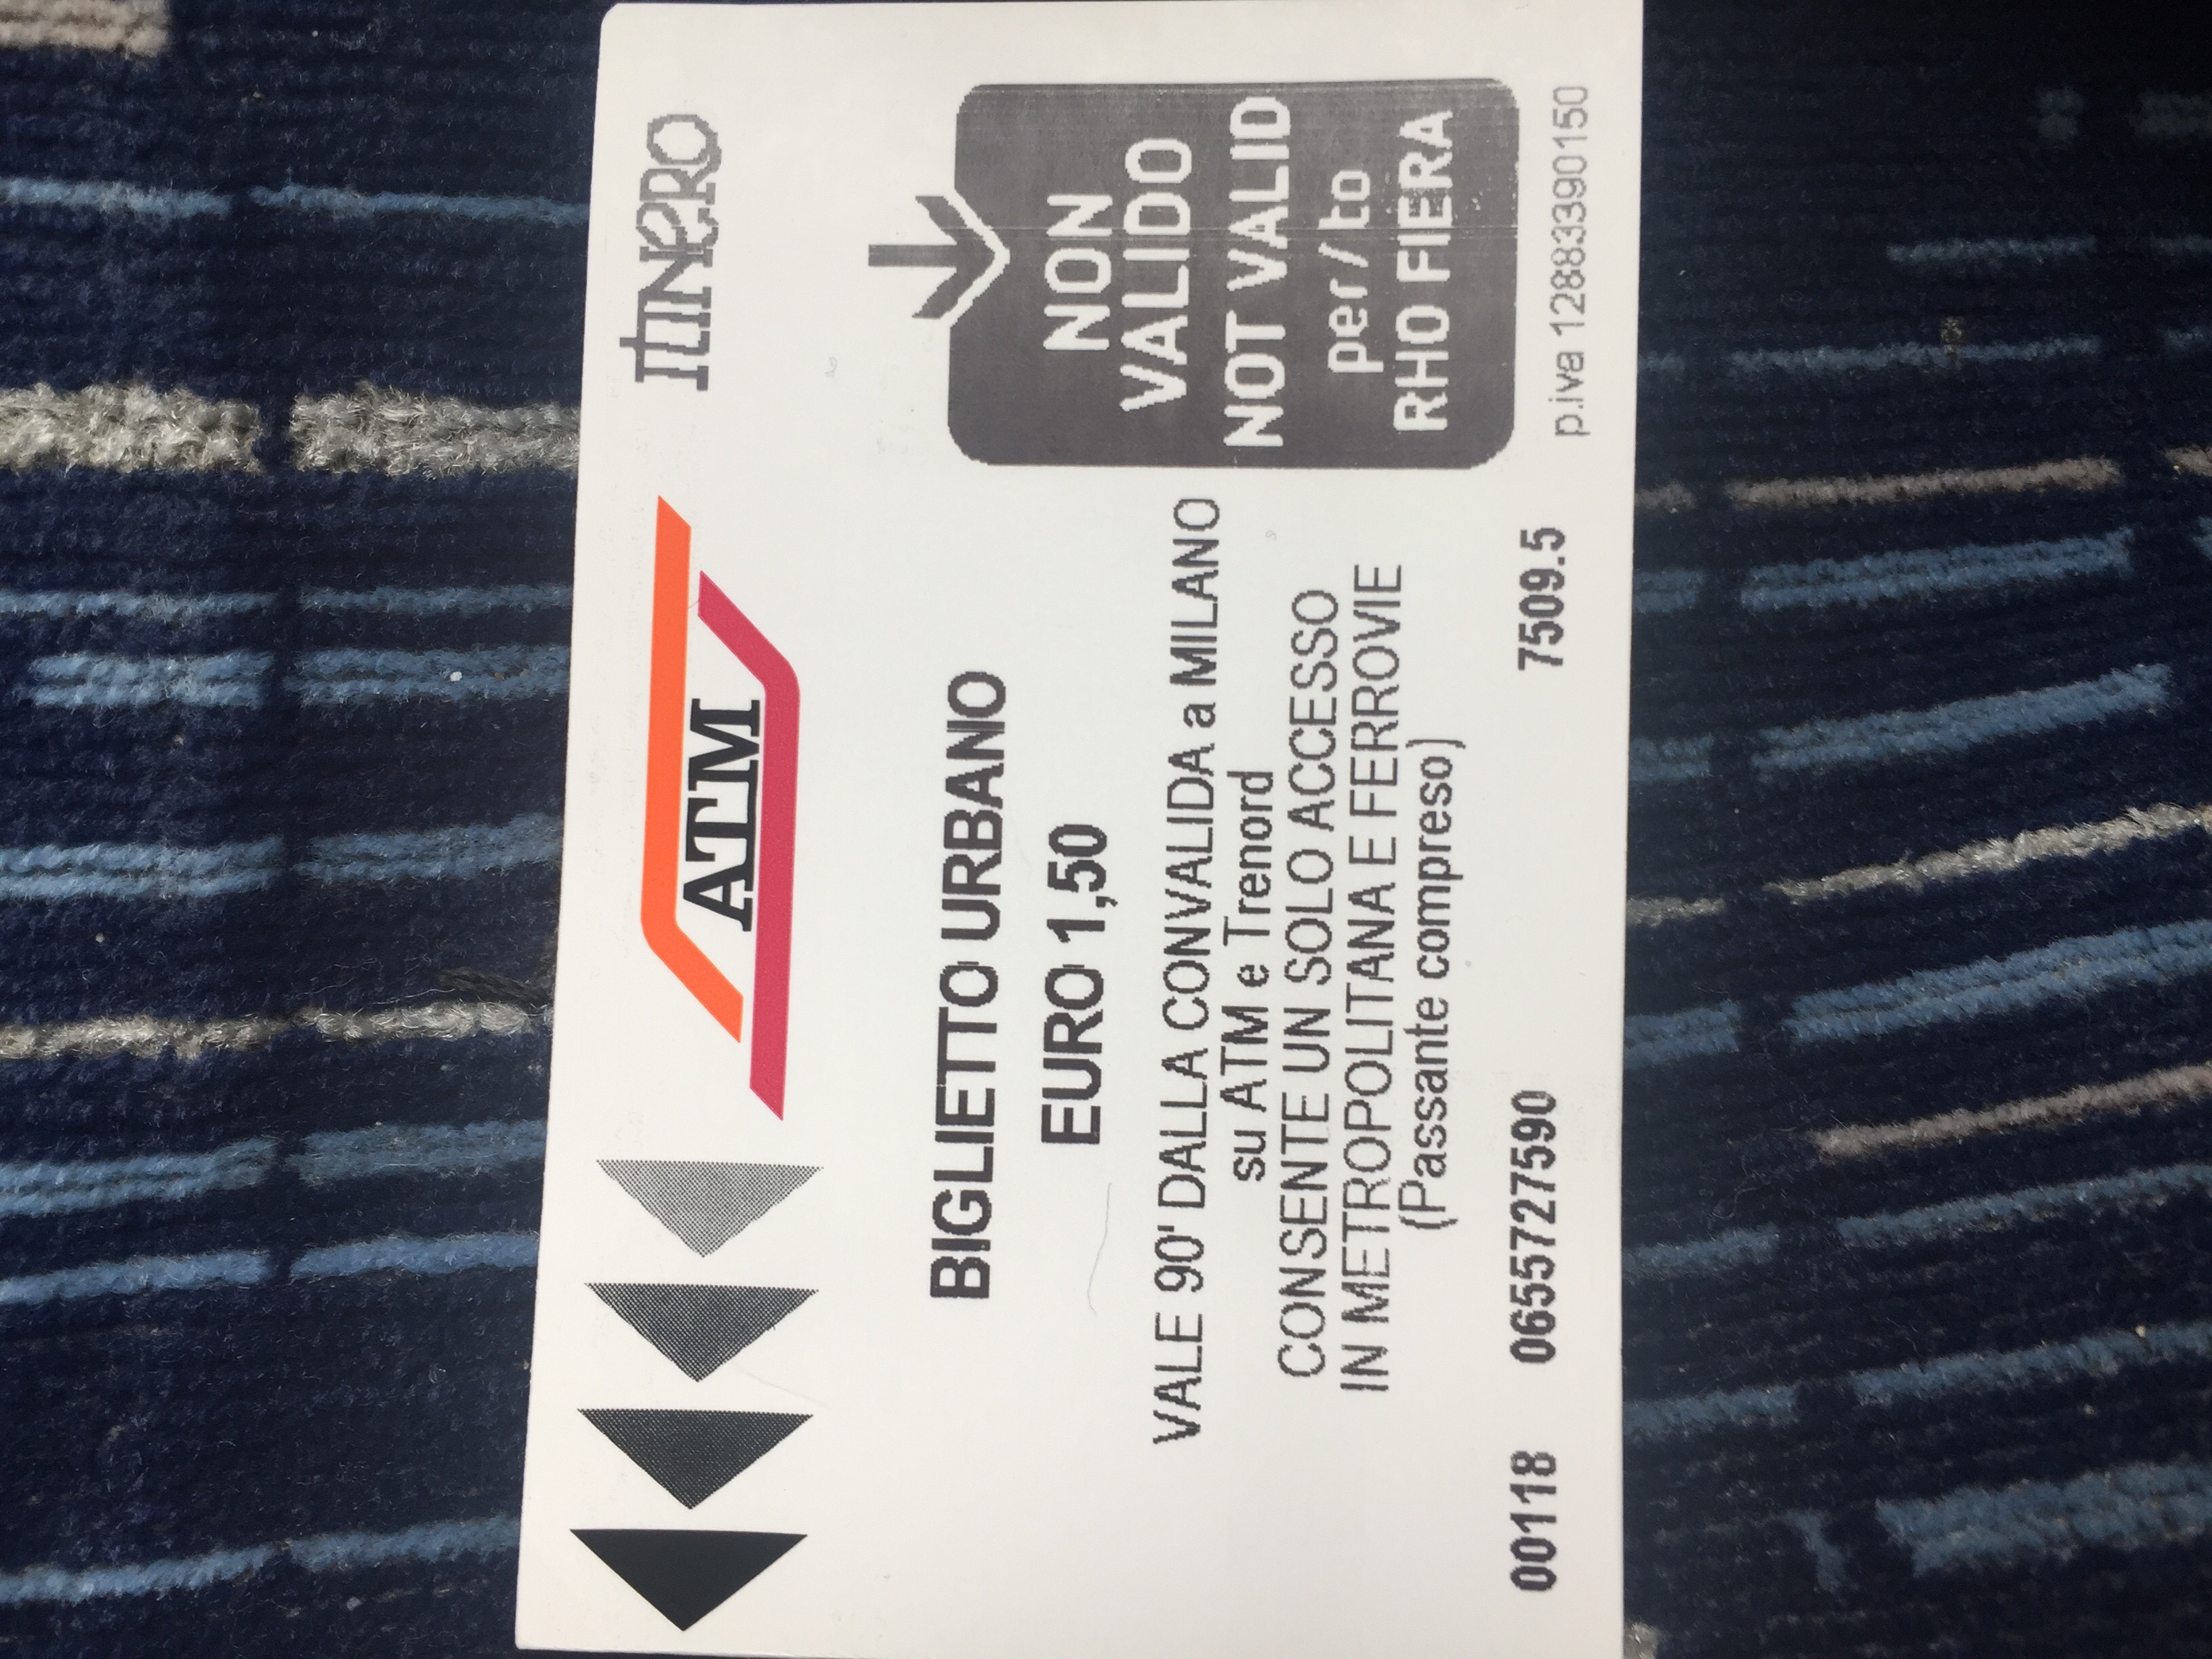 ATM
ItINeRO
BIGLIETTO URBANO
EURO 1,50
VALE 90' DALLA CONVALIDA a MILANO
su ATM e Trenord
CONSENTE UN SOLO ACCESSO
IN METROPOLITANA E FERROVIE
(Passante compreso)
NON
VALIDO
NOT VALID
per/to
RHO FIERA
00118 0655727590 7509.5
p.iva 12883390150